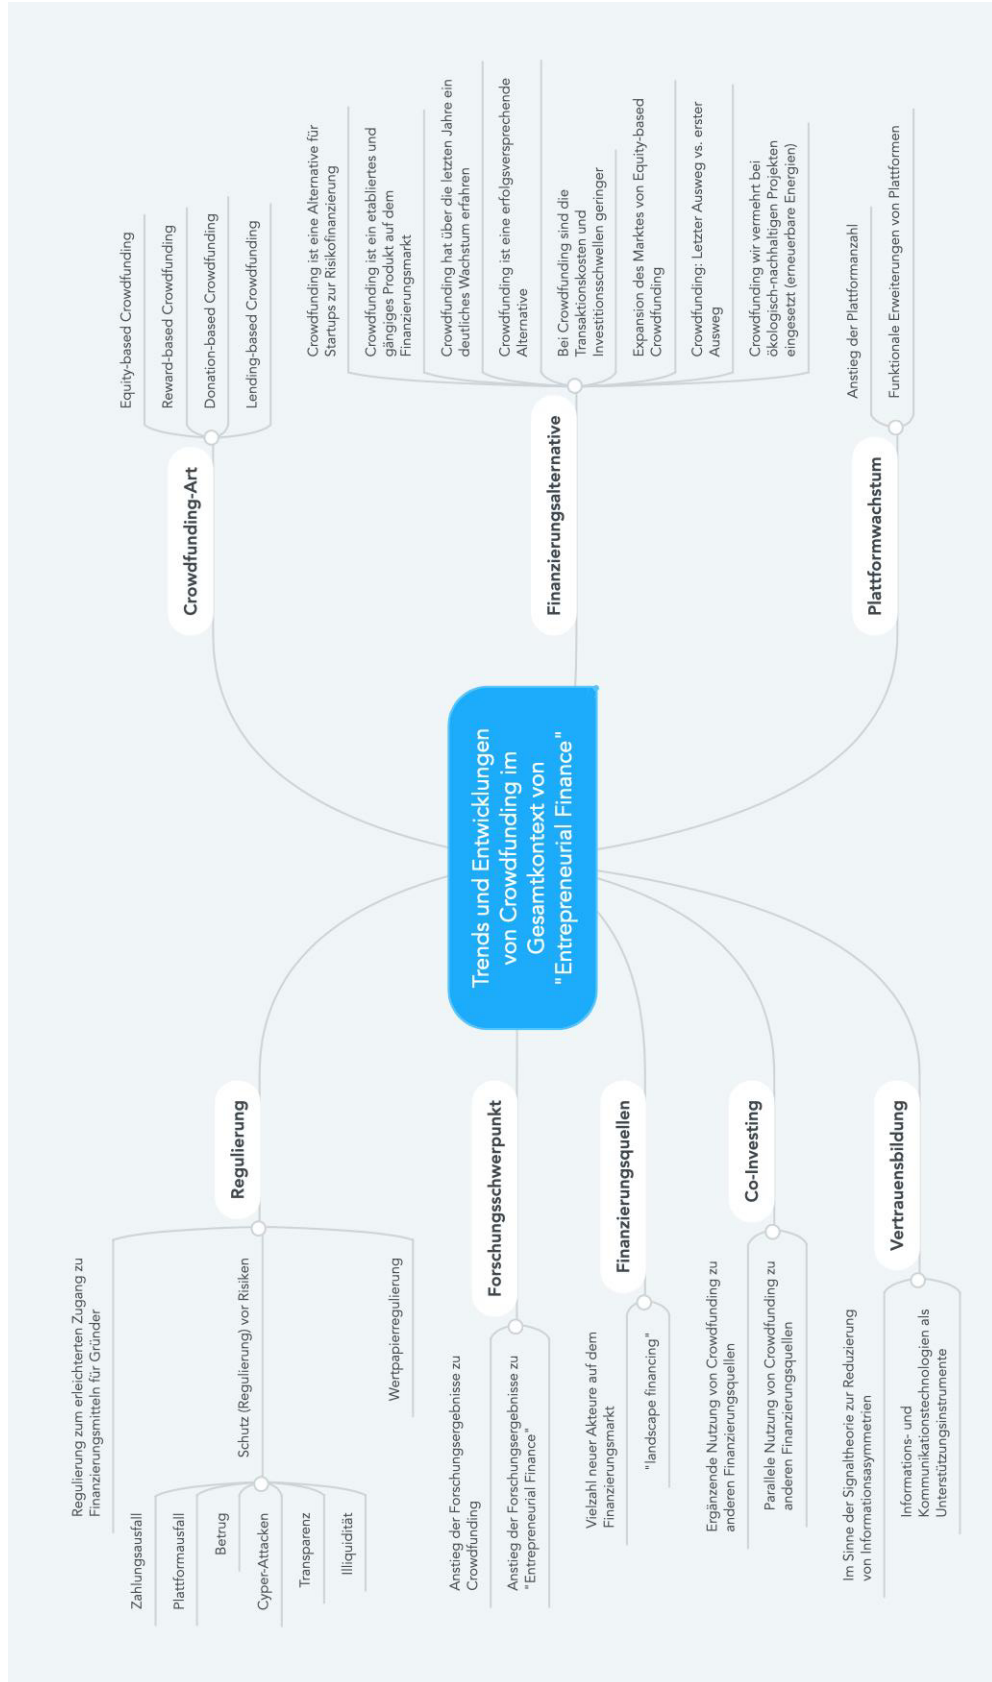 Trends und Entwicklungen
von Crowdfunding im
Gesamtkontext von
"Entrepreneurial Finance"
Regulierung
Regulierung zum erleichterten Zugang zu
Finanzierungsmitteln für Gründer
Schutz (Regulierung) vor Risiken
Zahlungsausfall
Plattformausfall
Betrug
Cyper-Attacken
Transparenz
Illiquidität
Wertpapierregulierung
Forschungsschwerpunkt
Anstieg der Forschungsergebnisse zu
Crowdfunding
Anstieg der Forschungsergebnisse zu
"Entrepreneurial Finance"
Finanzierungsquellen
Vielzahl neuer Akteure auf dem
Finanzierungsmarkt
"landscape financing"
Co-Investing
Ergänzende Nutzung von Crowdfunding zu
anderen Finanzierungsquellen
Parallele Nutzung von Crowdfunding zu
anderen Finanzierungsquellen
Vertrauensbildung
Im Sinne der Signaltheorie zur Reduzierung
von Informationsasymmetrien
Informations- und
Kommunikationstechnologien als
Unterstützungsinstrumente
Crowdfunding-Art
Equity-based Crowdfunding
Reward-based Crowdfunding
Donation-based Crowdfunding
Lending-based Crowdfunding
Finanzierungsalternative
Crowdfunding ist eine Alternative für
Startups zur Risikofinanzierung
Crowdfunding ist ein etabliertes und
gängiges Produkt auf dem
Finanzierungsmarkt
Crowdfunding hat über die letzten Jahre ein
deutliches Wachstum erfahren
Crowdfunding ist eine erfolgsversprechende
Alternative
Bei Crowdfunding sind die
Transaktionskosten und
Investitionsschwellen geringer
Expansion des Marktes von Equity-based
Crowdfunding
Crowdfunding: Letzter Ausweg vs. erster
Ausweg
Crowdfunding wir vermehrt bei
ökologisch-nachhaltigen Projekten
eingesetzt (erneuerbare Energien)
Plattformwachstum
Anstieg der Plattformanzahl
Funktionale Erweiterungen von Plattformen